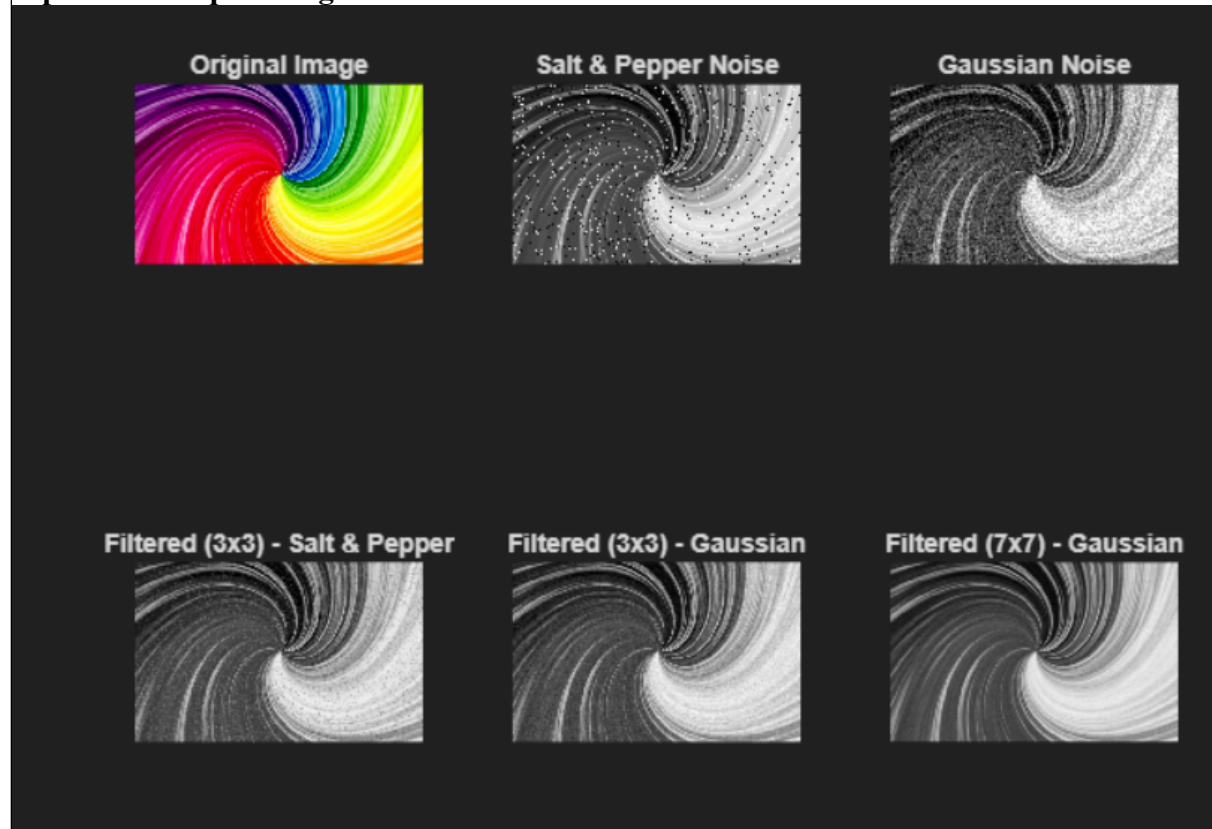 Original Image
Salt & Pepper Noise
Gaussian Noise
Filtered (3x3) - Salt & Pepper
Filtered (3x3) - Gaussian
Filtered (7x7) - Gaussian